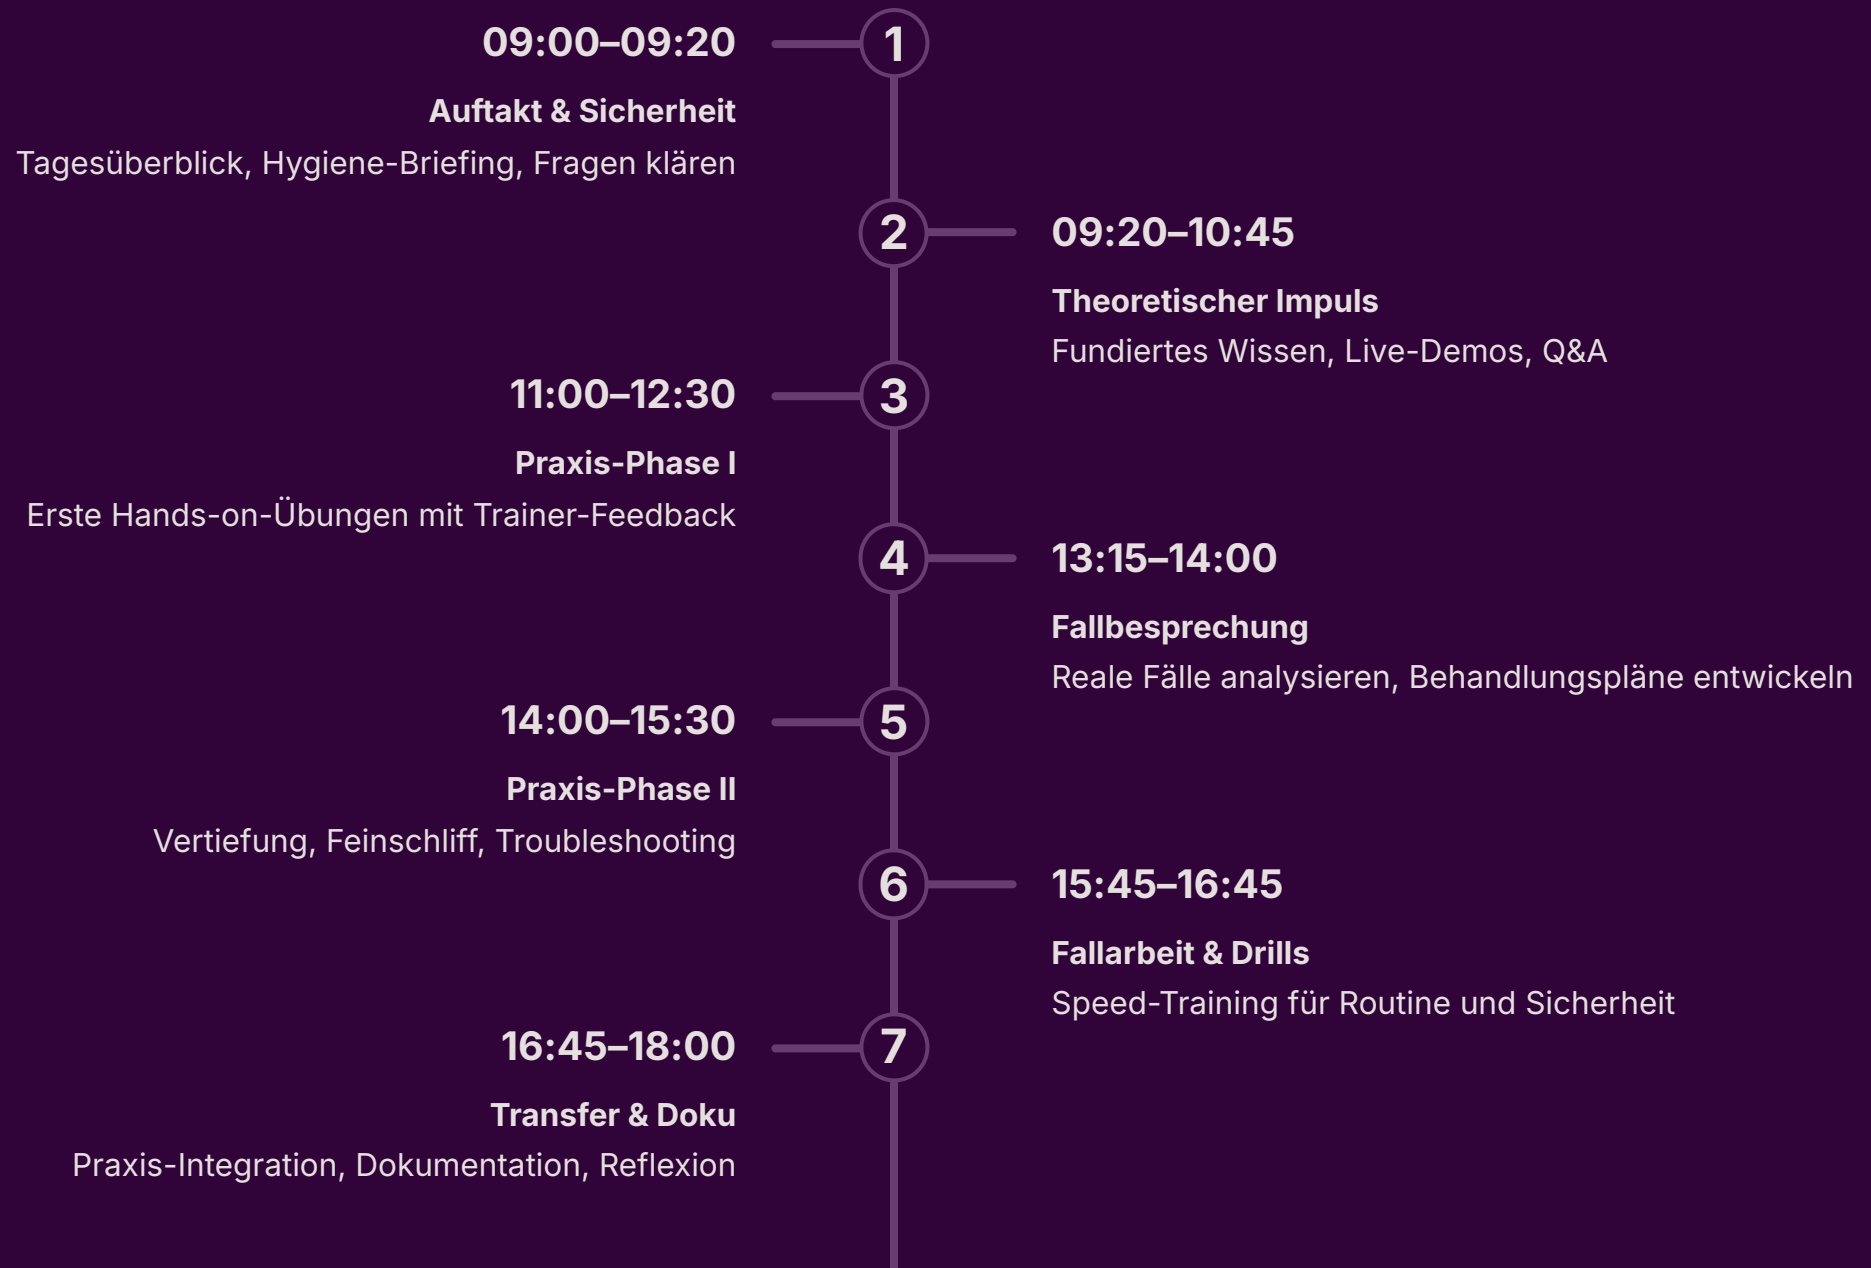 1
09:00–09:20
Auftakt & Sicherheit
Tagesüberblick, Hygiene-Briefing, Fragen klären
2
09:20–10:45
Theoretischer Impuls
Fundiertes Wissen, Live-Demos, Q&A
3
11:00–12:30
Praxis-Phase I
Erste Hands-on-Übungen mit Trainer-Feedback
4
13:15–14:00
Fallbesprechung
Reale Fälle analysieren, Behandlungspläne entwickeln
5
14:00–15:30
Praxis-Phase II
Vertiefung, Feinschliff, Troubleshooting
6
15:45–16:45
Fallarbeit & Drills
Speed-Training für Routine und Sicherheit
7
16:45–18:00
Transfer & Doku
Praxis-Integration, Dokumentation, Reflexion